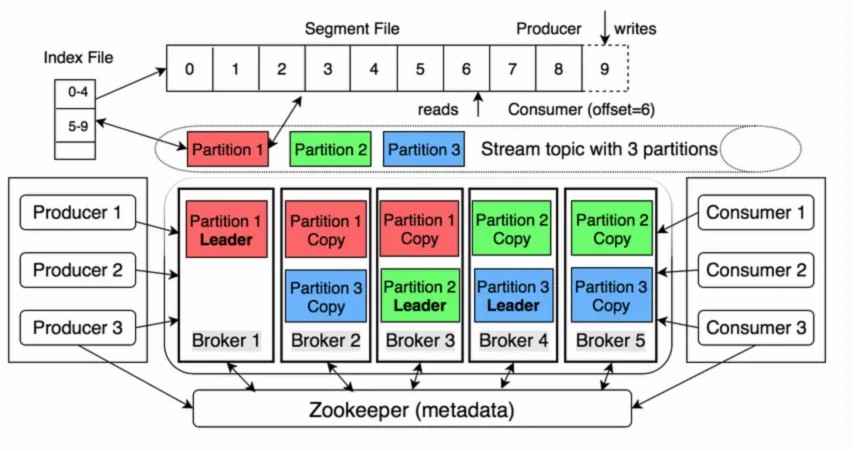 Segment File
Producer
writes
Index File
0 1 2 3 4 5 6 7 8 9
0-4
5-9
reads
Consumer (offset=6)
Partition 1
Partition 2
Partition 3
Stream topic with 3 partitions
Producer 1
Producer 2
Producer 3
Partition 1
Leader
Broker 1
Partition 1
Copy
Partition 3
Copy
Broker 2
Partition 1
Copy
Partition 2
Leader
Broker 3
Partition 2
Copy
Partition 3
Leader
Broker 4
Partition 2
Copy
Partition 3
Copy
Broker 5
Consumer 1
Consumer 2
Consumer 3
Zookeeper (metadata)